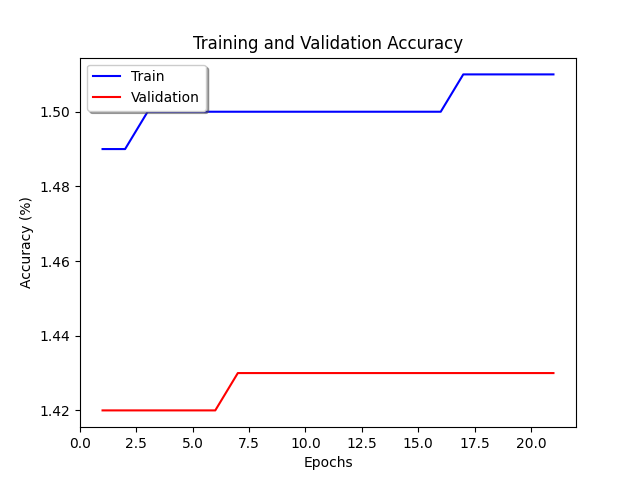 Training and Validation Accuracy
Train
Validation
1.50
1.48
1.46
1.44
1.42
Accuracy (%)
0.0 2.5 5.0 7.5 10.0 12.5 15.0 17.5 20.0
Epochs